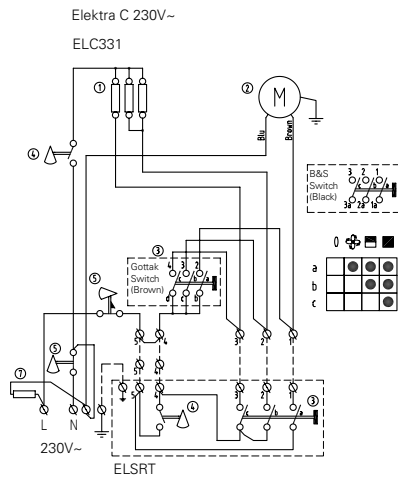 Elektra C 230V~
ELC331
①
②
M
Blu
Brown
④
B&S
Switch
(Black)
3 2 1
c b a
3a 2a 1a
③
Gottak
Switch
(Brown)
4 3 2
c b a
d c b
⑤
0
a
b
c
5 4 3 2 1
⑤
5 4
⑦
5 4 3 2 1
④
c b a
③
L N
230V~
ELSRT